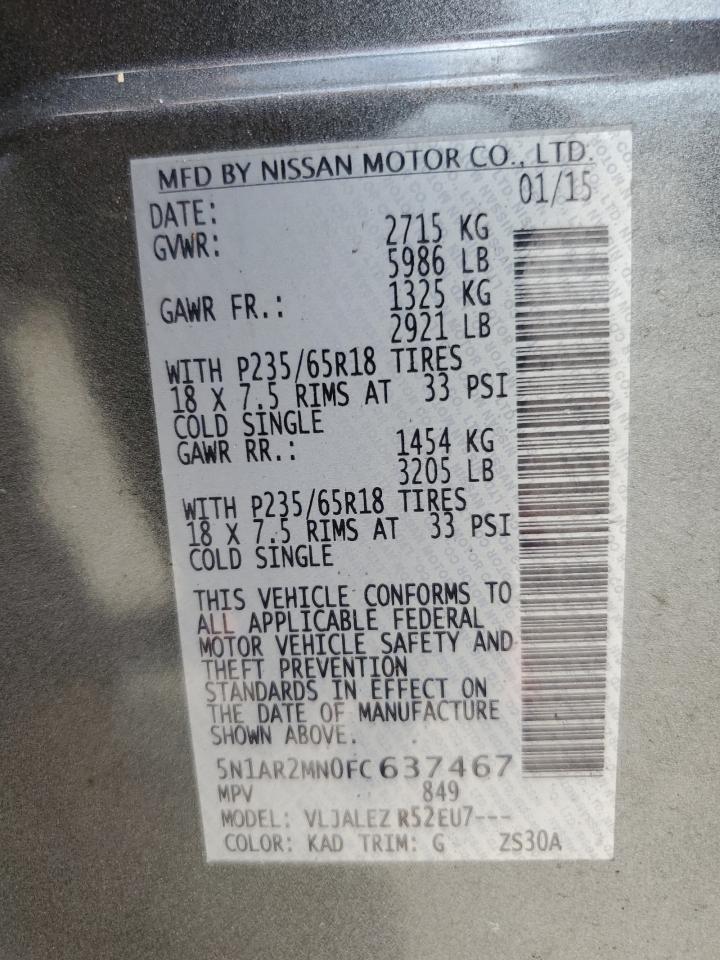 MFD BY NISSAN MOTOR CO., LTD.
DATE: 01/15
GVWR: 2715 KG
5986 LB
GAWR FR.: 1325 KG
2921 LB
WITH P235/65R18 TIRES
18 X 7.5 RIMS AT 33 PSI
COLD SINGLE
GAWR RR.: 1454 KG
3205 LB
WITH P235/65R18 TIRES
18 X 7.5 RIMS AT 33 PSI
COLD SINGLE
THIS VEHICLE CONFORMS TO
ALL APPLICABLE FEDERAL
MOTOR VEHICLE SAFETY AND
THEFT PREVENTION
STANDARDS IN EFFECT ON
THE DATE OF MANUFACTURE
SHOWN ABOVE.
5N1AR2MN0FC637467
MPV 849
MODEL: VLJALEZ R52EU7---
COLOR: KAD TRIM: G ZS30A